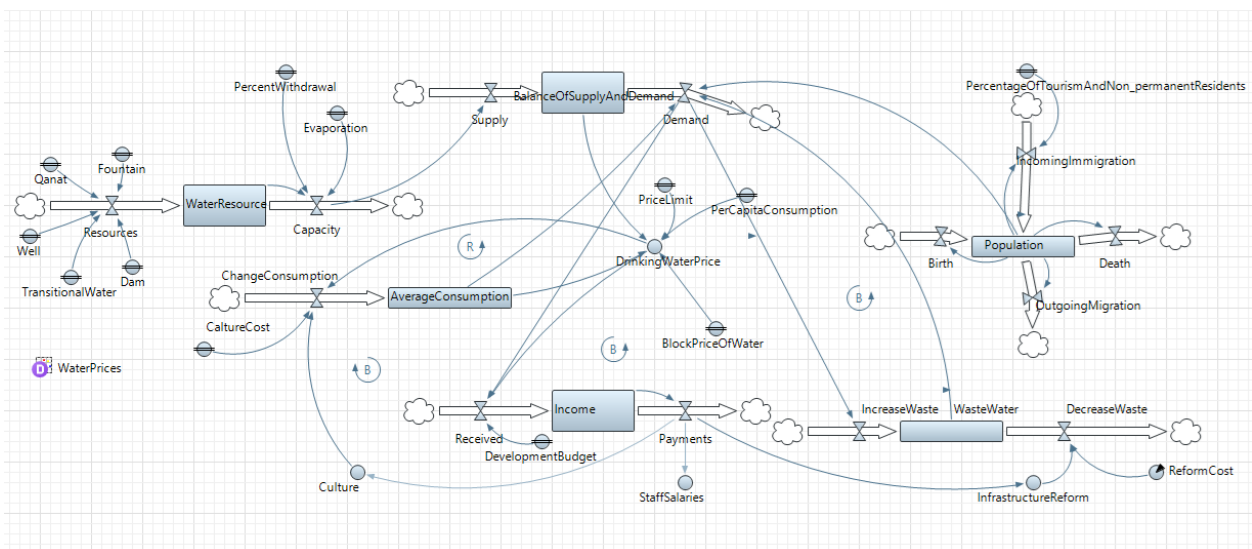 PercentWithdrawal
Evaporation
Supply
BalanceOfSupplyAndDemand
Demand
PercentageOfTourismAndNon_permanentResidents
IncomingImmigration
Qanat
Fountain
WaterResource
Resources
Capacity
Well
TransitionalWater
Dam
PriceLimit
PerCapitaConsumption
DrinkingWaterPrice
R
Population
Birth
Death
OutgoingMigration
ChangeConsumption
AverageConsumption
CaltureCost
B
BlockPriceOfWater
B
B
D
WaterPrices
Income
Received
Payments
DevelopmentBudget
IncreaseWaste
WasteWater
DecreaseWaste
Culture
StaffSalaries
InfrastructureReform
ReformCost